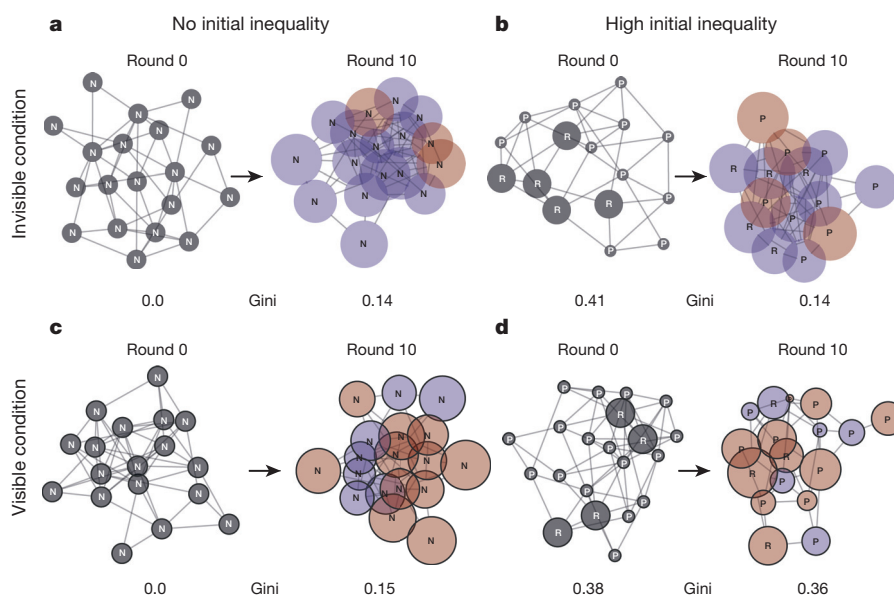 a No initial inequality b High initial inequality
Round 0 Round 10 Round 0 Round 10
Invisible condition
N N N N N N N N N N N N N N N N N N
N N N N N N N N N N N N N N N N N
P P P P R P P P R R P R R P P
P P P R R R P P P P R P R P
0.0 Gini 0.14 0.41 Gini 0.14
c d
Round 0 Round 10 Round 0 Round 10
Visible condition
N N N N N N N N N N N N N N N N N N
N N N N N N N N N N N N N N N N N
P P P P R P P R P P P P P P P P R R P
R P P P P P R P R R P P P P R P
0.0 Gini 0.15 0.38 Gini 0.36